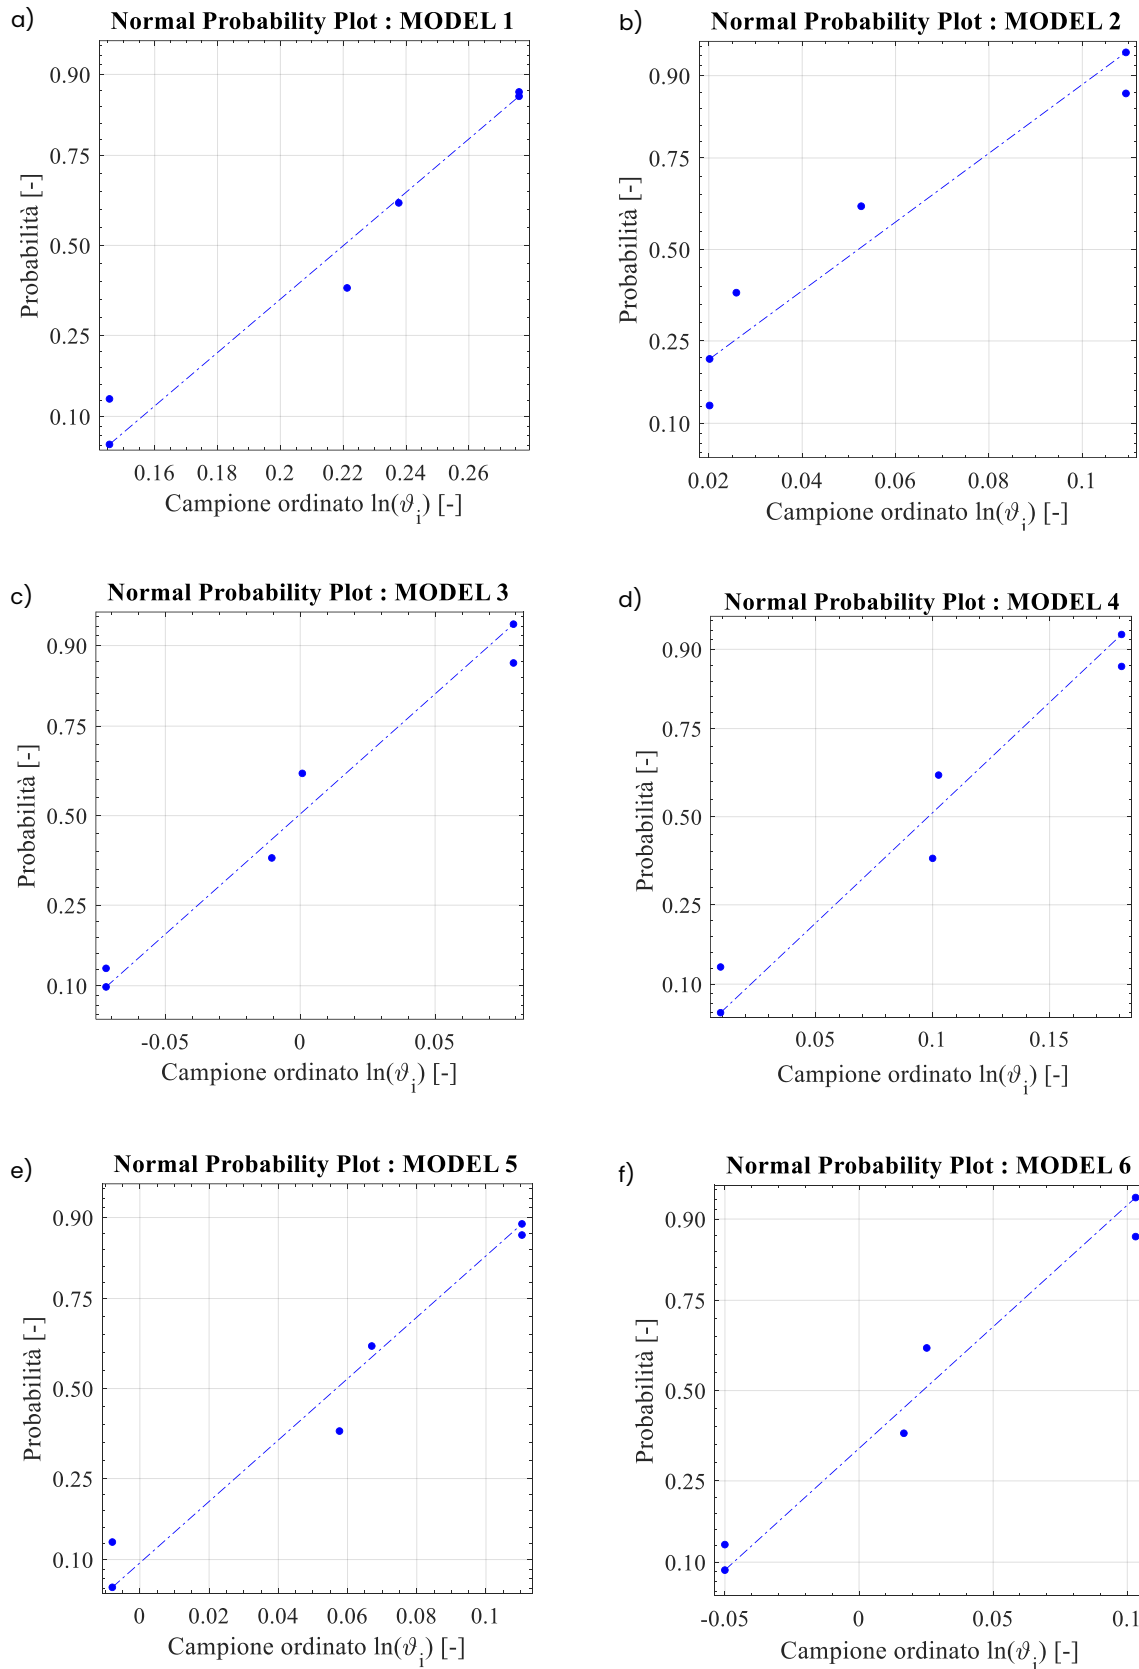 a)
Normal Probability Plot : MODEL 1
0.90
0.75
0.50
0.25
0.10
Probabilità [-]
0.16 0.2 0.22 0.24 0.26
Campione ordinato ln(ϑi) [-]
b)
Normal Probability Plot : MODEL 2
0.90
0.75
0.50
0.25
0.10
Probabilità [-]
0.02 0.04 0.06 0.08 0.1
Campione ordinato ln(ϑi) [-]
c)
Normal Probability Plot : MODEL 3
0.90
0.75
0.50
0.25
0.10
Probabilità [-]
-0.05 0 0.05
Campione ordinato ln(ϑi) [-]
d)
Normal Probability Plot : MODEL 4
0.90
0.75
0.50
0.25
0.10
Probabilità [-]
0.05 0.1 0.15
Campione ordinato ln(ϑi) [-]
e)
Normal Probability Plot : MODEL 5
0.90
0.75
0.50
0.25
0.10
Probabilità [-]
0 0.02 0.04 0.06 0.08 0.1
Campione ordinato ln(ϑi) [-]
f)
Normal Probability Plot : MODEL 6
0.90
0.75
0.50
0.25
0.10
Probabilità [-]
-0.05 0 0.05 0.1
Campione ordinato ln(ϑi) [-]